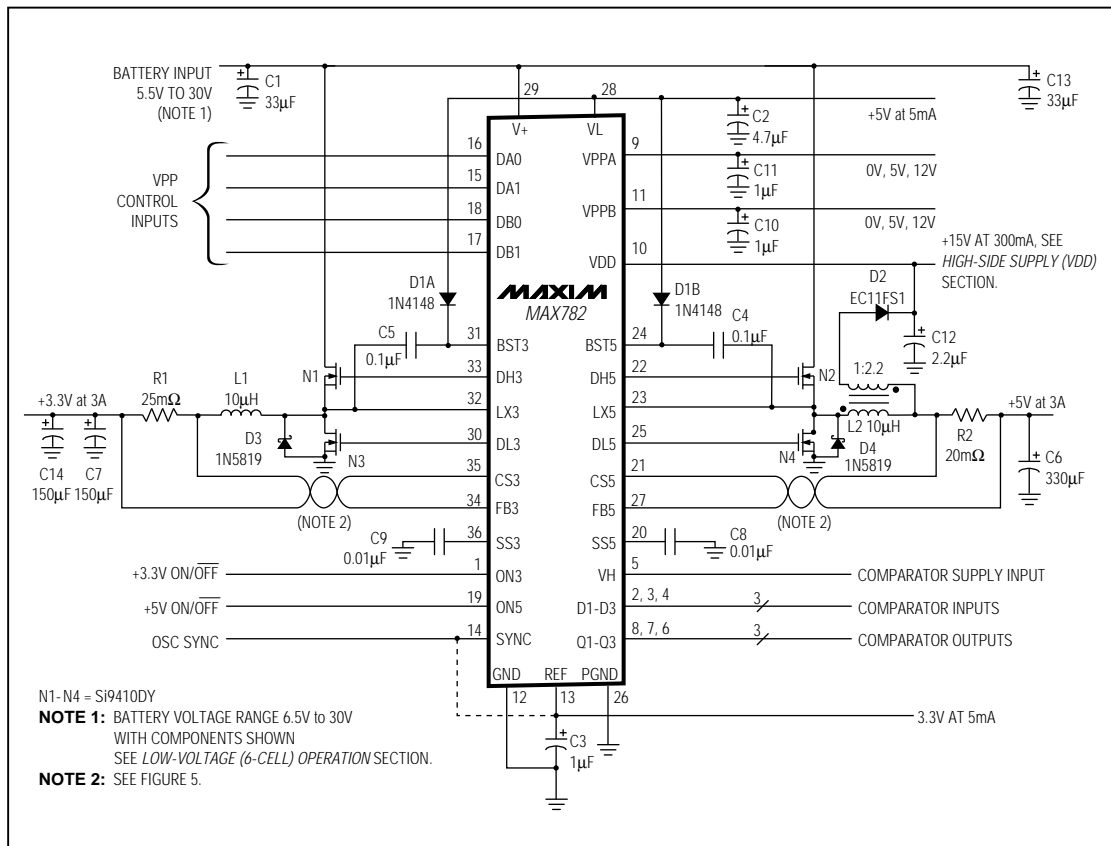 BATTERY INPUT
5.5V TO 30V
(NOTE 1)
+
C1
33µF
29
28
+
C13
33µF
V+
VL
+
C2
4.7µF
+5V at 5mA
VPP
CONTROL
INPUTS
16
DA0
15
DA1
18
DB0
17
DB1
9
VPPA
+
C11
1µF
0V, 5V, 12V
11
VPPB
+
C10
1µF
0V, 5V, 12V
10
VDD
+15V AT 300mA, SEE
HIGH-SIDE SUPPLY (VDD)
SECTION.
MAXIM
MAX782
D1A
1N4148
D1B
1N4148
D2
EC11FS1
C5
0.1µF
31
BST3
24
BST5
C4
0.1µF
+
C12
2.2µF
N1
33
DH3
22
DH5
N2
1:2.2
+3.3V at 3A
R1
25mΩ
L1
10µH
32
LX3
23
LX5
L2 10µH
+5V at 3A
R2
20mΩ
D3
1N5819
30
DL3
N3
25
DL5
N4
D4
1N5819
+
C14
150µF
+
C7
150µF
+
C6
330µF
35
CS3
21
CS5
34
FB3
27
FB5
(NOTE 2)
(NOTE 2)
C9
0.01µF
36
SS3
20
SS5
C8
0.01µF
+3.3V ON/OFF
1
ON3
5
VH
COMPARATOR SUPPLY INPUT
+5V ON/OFF
19
ON5
2, 3, 4
D1-D3
3
COMPARATOR INPUTS
OSC SYNC
14
SYNC
8, 7, 6
Q1-Q3
3
COMPARATOR OUTPUTS
GND
REF
PGND
12
13
26
3.3V AT 5mA
+
C3
1µF
N1-N4 = Si9410DY
NOTE 1: BATTERY VOLTAGE RANGE 6.5V to 30V
WITH COMPONENTS SHOWN
SEE LOW-VOLTAGE (6-CELL) OPERATION SECTION.
NOTE 2: SEE FIGURE 5.